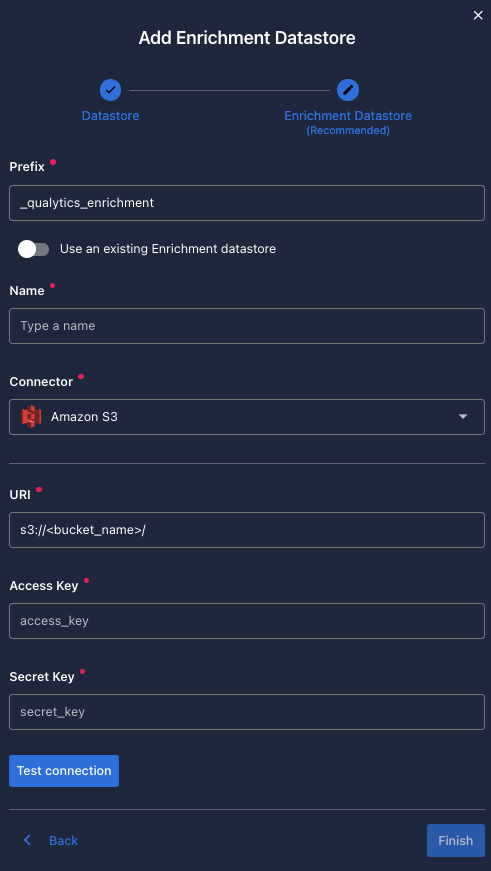 Add Enrichment Datastore
Datastore
Enrichment Datastore
(Recommended)
Prefix
_qualytics_enrichment
Use an existing Enrichment datastore
Name
Type a name
Connector
Amazon S3
URI
s3://<bucket_name>/
Access Key
access_key
Secret Key
secret_key
Test connection
Back
Finish